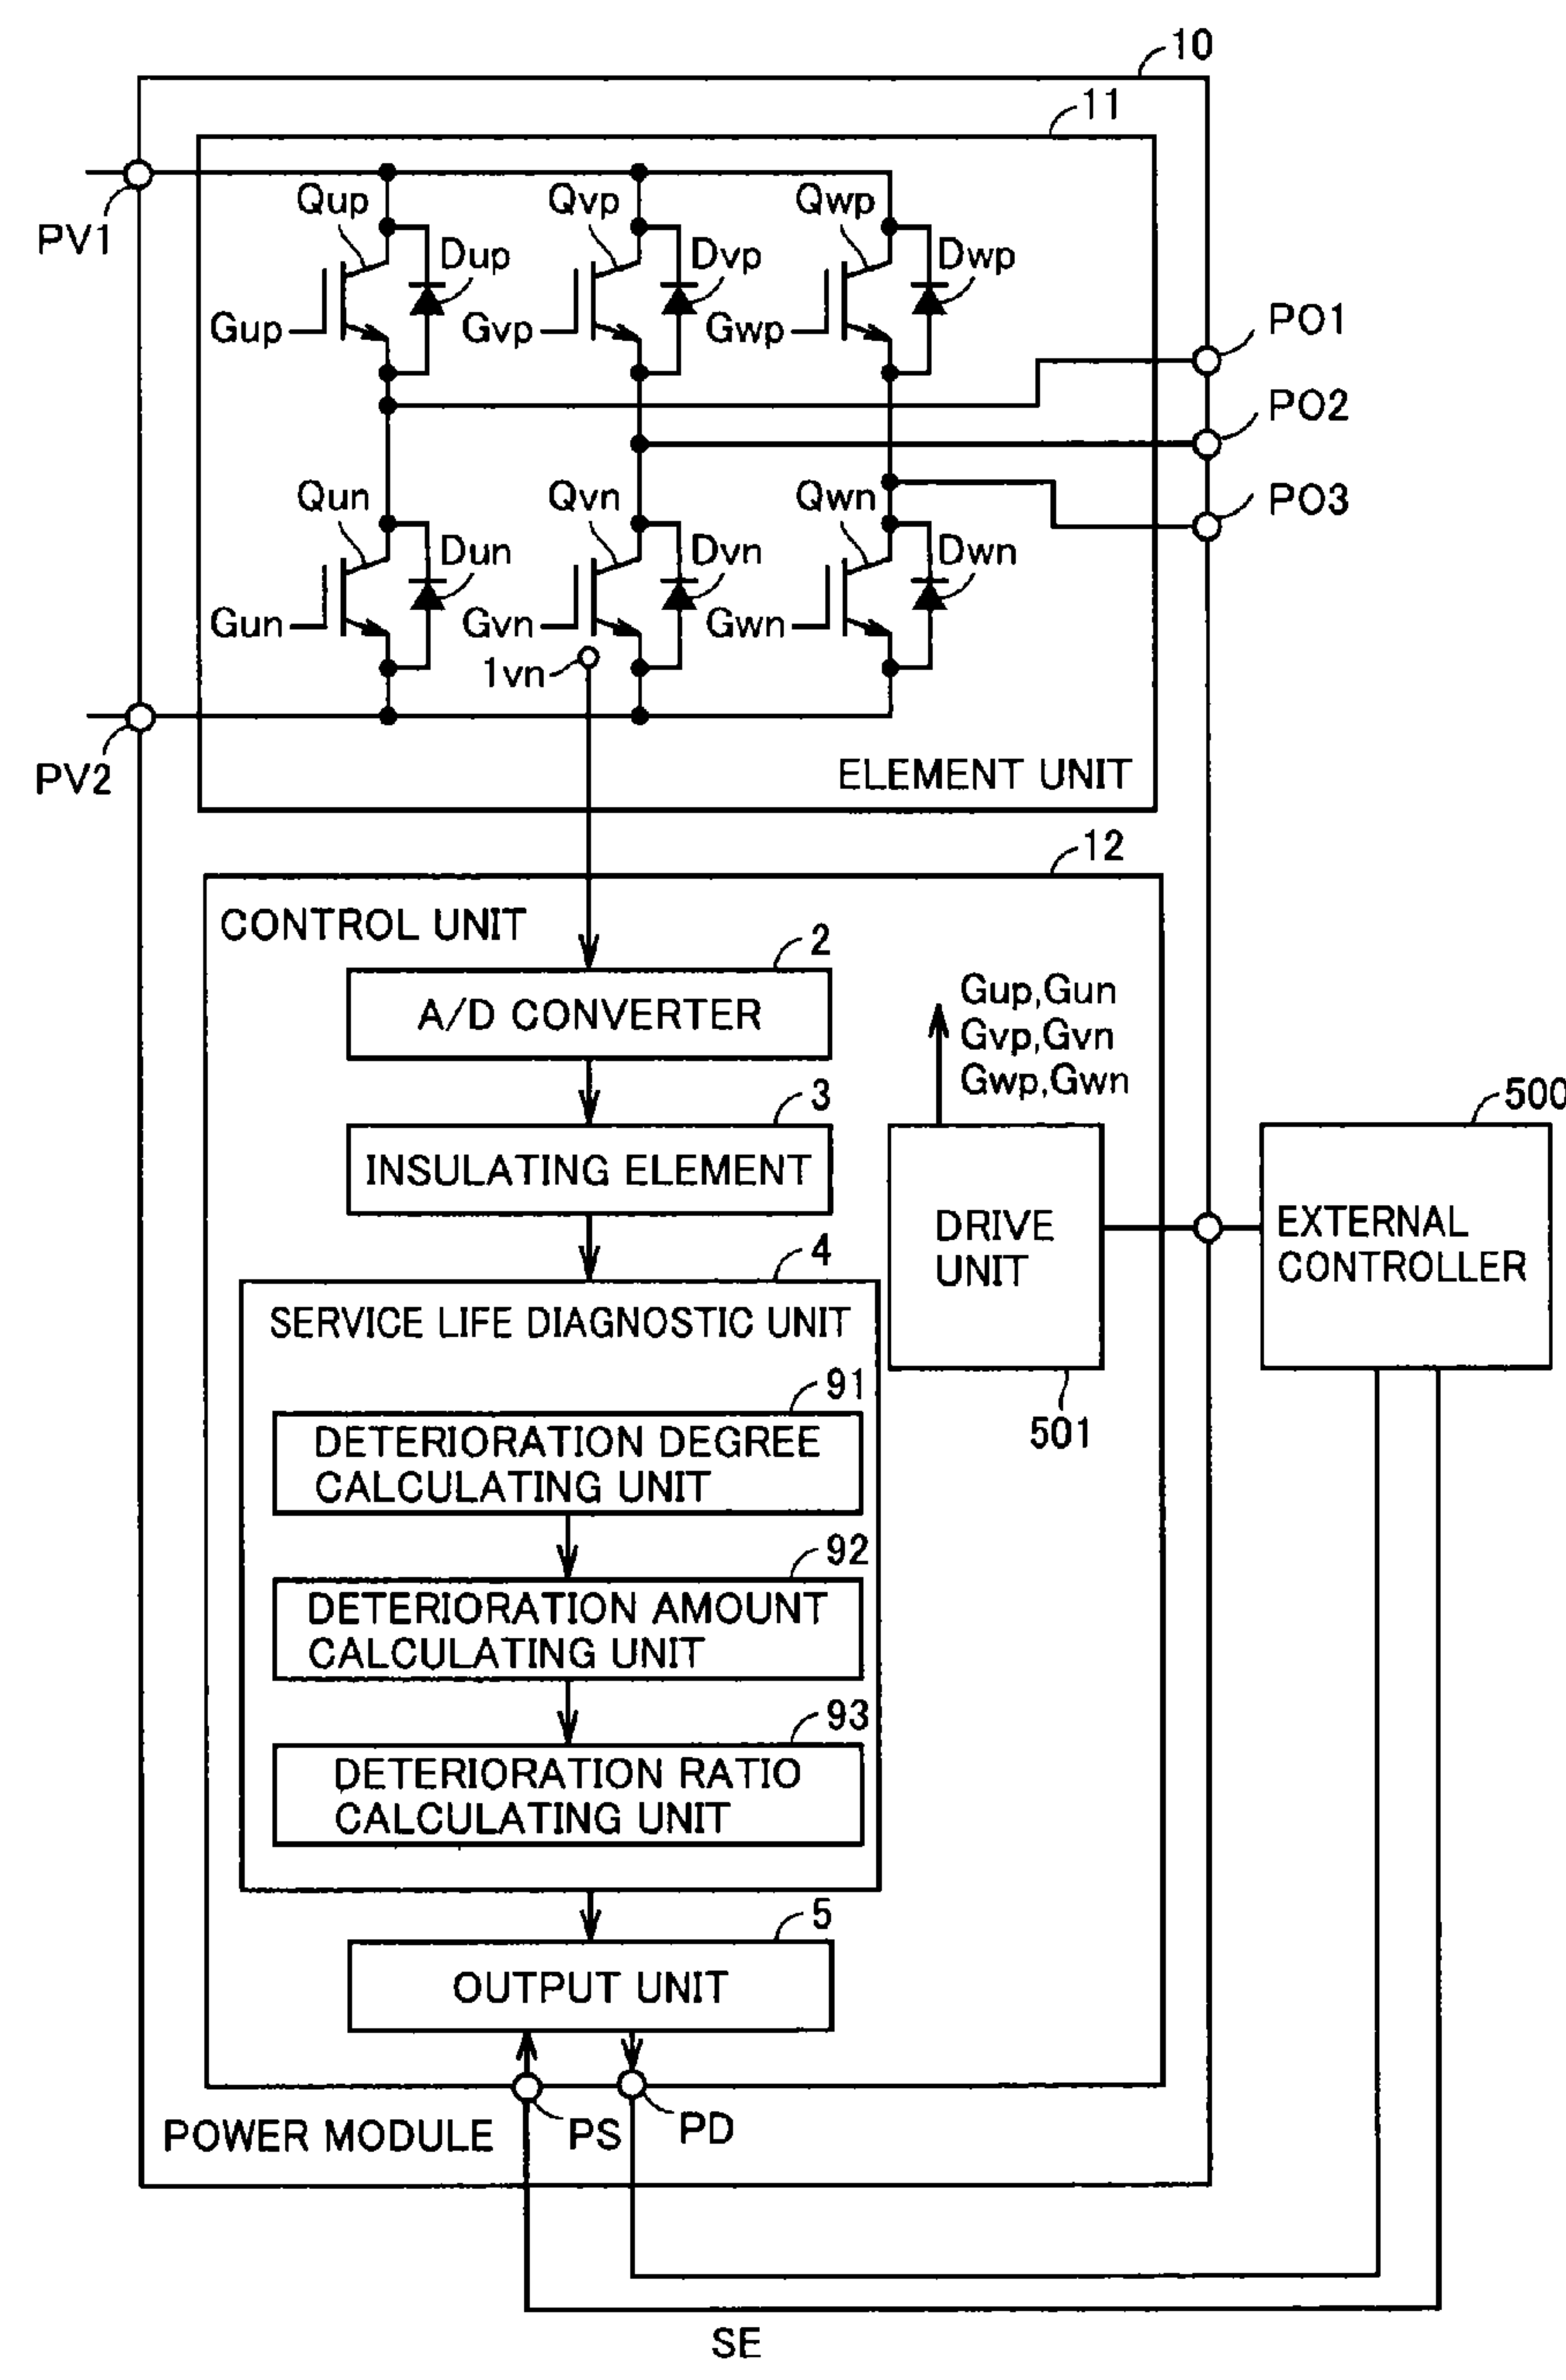 10
11
PV1
Qup
Qvp
Qwp
Dup
Dvp
Dwp
Gup
Gvp
Gwp
PO1
PO2
PO3
Qun
Qvn
Qwn
Dun
Dvn
Dwn
Gun
Gvn
Gwn
1vn
PV2
ELEMENT UNIT
12
CONTROL UNIT
2
A/D CONVERTER
Gup,Gun
Gvp,Gvn
Gwp,Gwn
3
INSULATING ELEMENT
500
DRIVE
UNIT
EXTERNAL
CONTROLLER
501
4
SERVICE LIFE DIAGNOSTIC UNIT
91
DETERIORATION DEGREE
CALCULATING UNIT
92
DETERIORATION AMOUNT
CALCULATING UNIT
93
DETERIORATION RATIO
CALCULATING UNIT
5
OUTPUT UNIT
POWER MODULE
PS
PD
SE